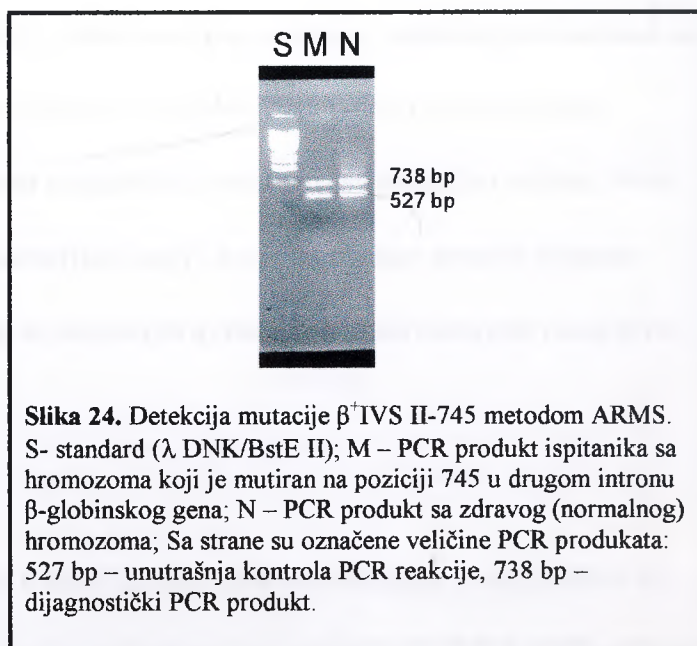 S M N
738 bp
527 bp
Slika 24. Detekcija mutacije β⁺IVS II-745 metodom ARMS.
S- standard (λ DNK/BstE II); M – PCR produkt ispitanika sa
hromozoma koji je mutiran na poziciji 745 u drugom intronu
β-globinskog gena; N – PCR produkt sa zdravog (normalnog)
hromozoma; Sa strane su označene veličine PCR produkata:
527 bp – unutrašnja kontrola PCR reakcije, 738 bp –
dijagnostički PCR produkt.